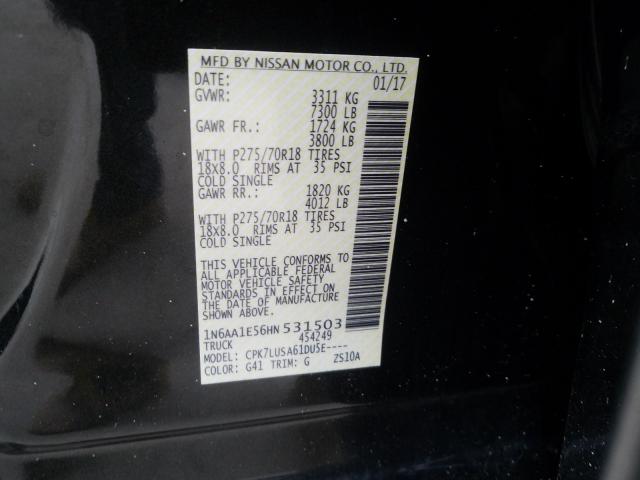 MFD BY NISSAN MOTOR CO., LTD.
DATE: 01/17
GVWR: 3311 KG
7300 LB
GAWR FR.: 1724 KG
3800 LB
WITH P275/70R18 TIRES
18X8.0 RIMS AT 35 PSI
COLD SINGLE
GAWR RR.: 1820 KG
4012 LB
WITH P275/70R18 TIRES
18X8.0 RIMS AT 35 PSI
COLD SINGLE
THIS VEHICLE CONFORMS TO
ALL APPLICABLE FEDERAL
MOTOR VEHICLE SAFETY
STANDARDS IN EFFECT ON
THE DATE OF MANUFACTURE
SHOWN ABOVE.
1N6AA1E56HN531503
TRUCK 454249
MODEL: CPK7LUSA61DU5E----
COLOR: G41 TRIM: G ZS10A